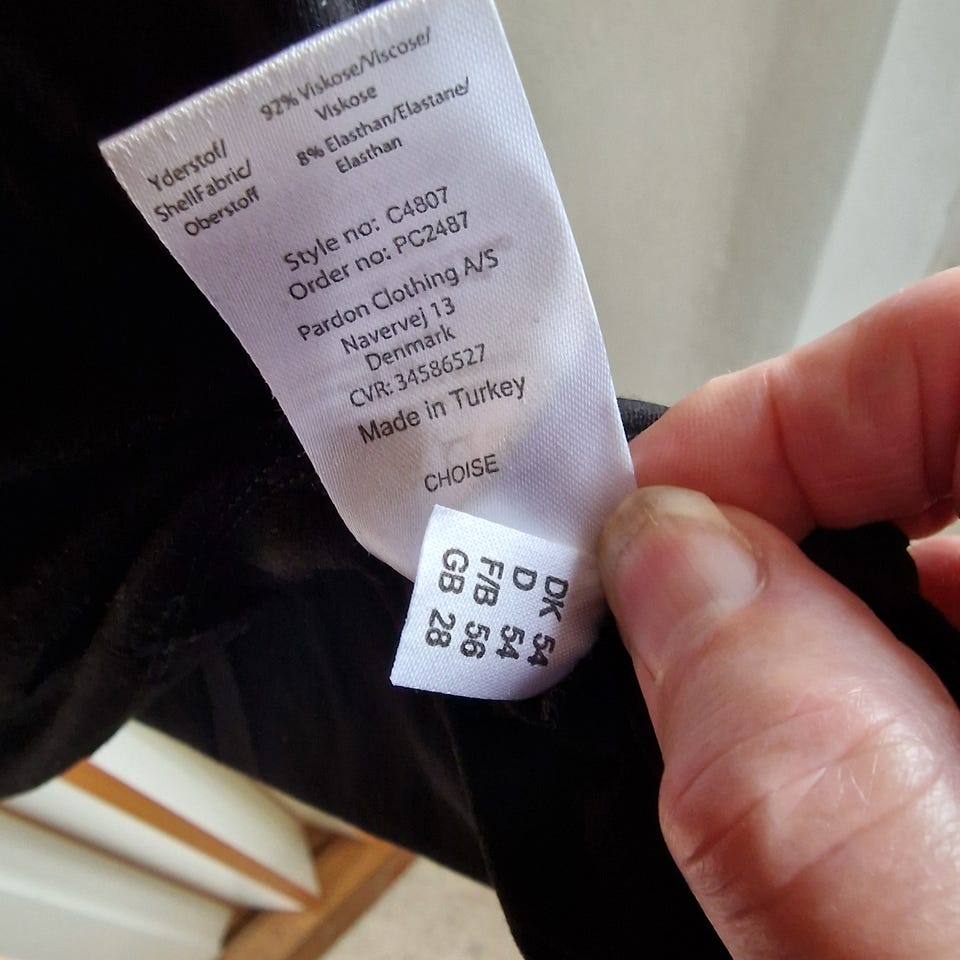 92% Viskose/Viscose/
Viskose
8% Elasthan/Elastane/
Elasthan
Yderstof/
ShellFabric/
Oberstoff
Style no: C4807
Order no: PC2487
Pardon Clothing A/S
Navervej 13
Denmark
CVR: 34586527
Made in Turkey
CHOISE
DK 54
D 54
F/B 56
GB 28